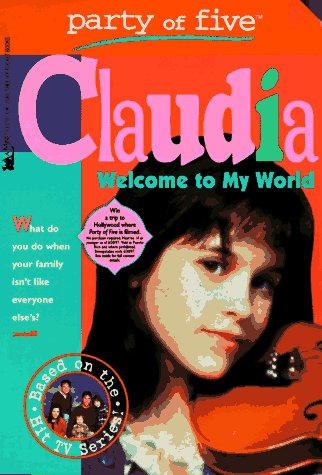 party of five™
Claudia
Welcome to My World
Win
a trip to
Hollywood where
Party of Five is filmed.
What do
you do when
your family
isn't like
everyone
else's?
Based on the
Hit TV Series!